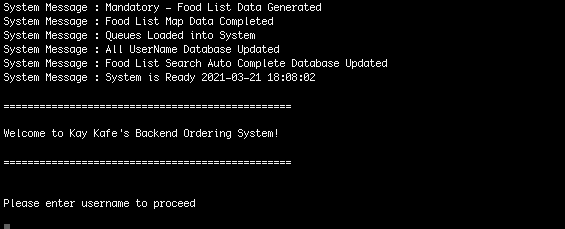 System Message : Mandatory - Food List Data Generated
System Message : Food List Map Data Completed
System Message : Queues Loaded into System
System Message : All UserName Database Updated
System Message : Food List Search Auto Complete Database Updated
System Message : System is Ready 2021-03-21 18:08:02
================================================
Welcome to Kay Kafe's Backend Ordering System!
================================================
Please enter username to proceed